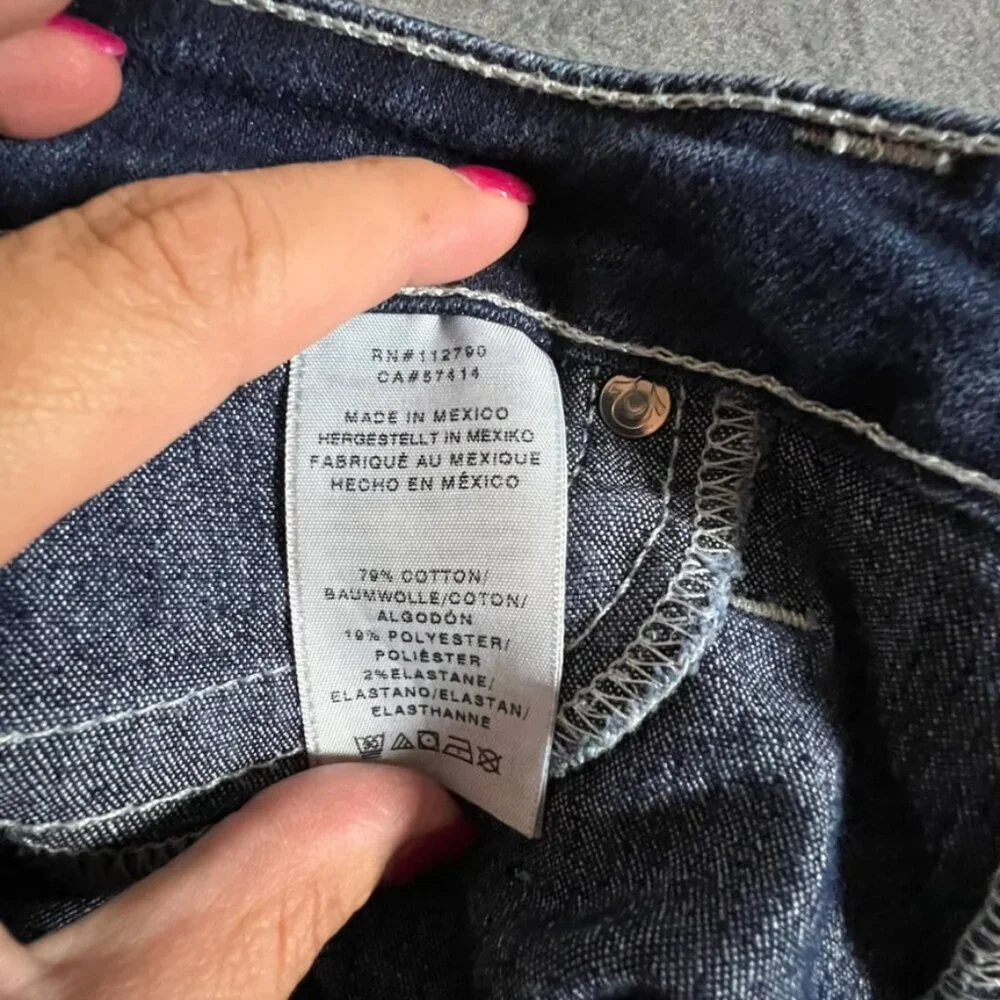 RN#112790
CA#57414
MADE IN MEXICO
HERGESTELLT IN MEXIKO
FABRIQUÉ AU MEXIQUE
HECHO EN MÉXICO
79% COTTON/
BAUMWOLLE/COTON/
ALGODÓN
19% POLYESTER/
POLIÉSTER
2% ELASTANE/
ELASTANO/ELASTAN/
ELASTHANNE
30